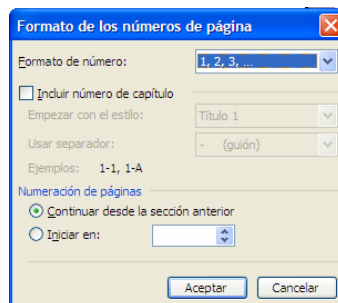 Formato de los números de página
Formato de número: 1, 2, 3, ...
Incluir número de capítulo
Empezar con el estilo: Título 1
Usar separador: - (guión)
Ejemplos: 1-1, 1-A
Numeración de páginas
Continuar desde la sección anterior
Iniciar en:
Aceptar Cancelar